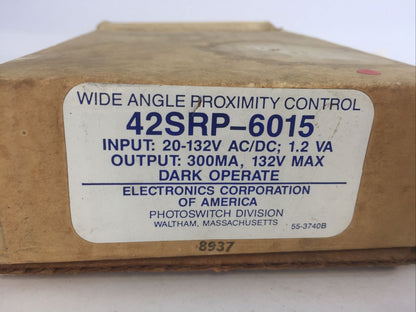 WIDE ANGLE PROXIMITY CONTROL
42SRP-6015
INPUT: 20-132V AC/DC; 1.2 VA
OUTPUT: 300MA, 132V MAX
DARK OPERATE
ELECTRONICS CORPORATION
OF AMERICA
PHOTOSWITCH DIVISION
WALTHAM, MASSACHUSETTS 55-3740B
8937